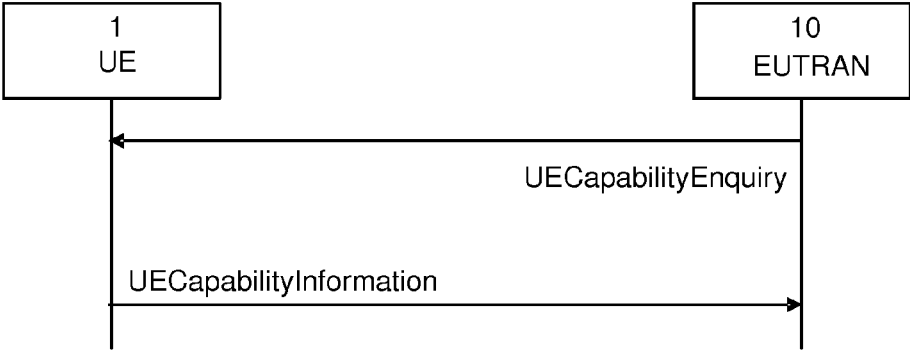 1
UE
10
EUTRAN
UECapabilityEnquiry
UECapabilityInformation